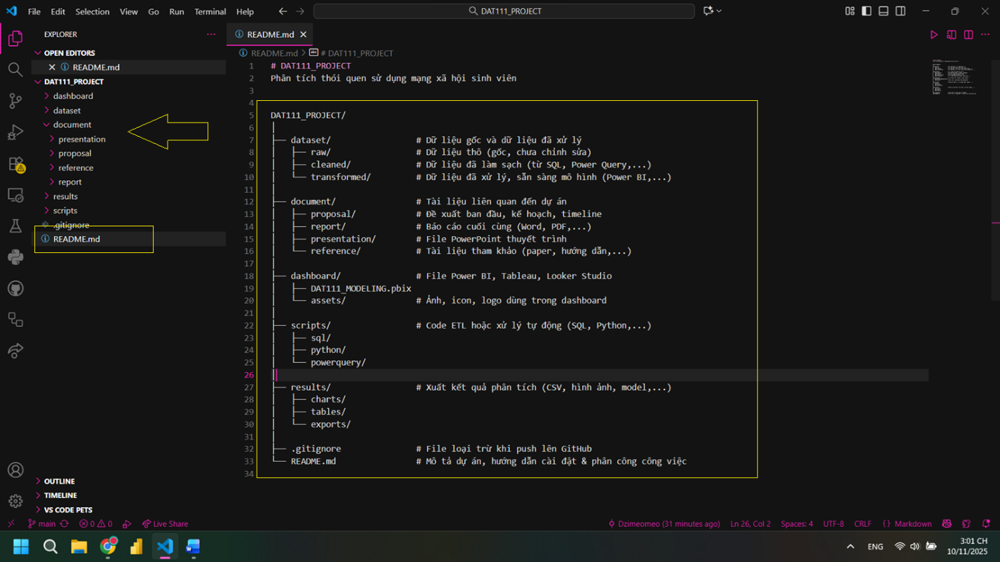 File Edit Selection View Go Run Terminal Help
DAT111_PROJECT
EXPLORER
OPEN EDITORS
README.md
DAT111_PROJECT
dashboard
dataset
document
presentation
proposal
reference
report
results
scripts
.gitignore
README.md
OUTLINE
TIMELINE
VS CODE PETS
README.md
README.md > # DAT111_PROJECT
1 # DAT111_PROJECT
2 Phân tích thói quen sử dụng mạng xã hội sinh viên
3
4
5 DAT111_PROJECT/
6 │
7 ├── dataset/ # Dữ liệu gốc và dữ liệu đã xử lý
8 │ ├── raw/ # Dữ liệu thô (gốc, chưa chỉnh sửa)
9 │ ├── cleaned/ # Dữ liệu đã làm sạch (từ SQL, Power Query,...)
10 │ └── transformed/ # Dữ liệu đã xử lý, sẵn sàng mô hình (Power BI,...)
11 │
12 ├── document/ # Tài liệu liên quan đến dự án
13 │ ├── proposal/ # Đề xuất ban đầu, kế hoạch, timeline
14 │ ├── report/ # Báo cáo cuối cùng (Word, PDF,...)
15 │ ├── presentation/ # File PowerPoint thuyết trình
16 │ └── reference/ # Tài liệu tham khảo (paper, hướng dẫn,...)
17 │
18 ├── dashboard/ # File Power BI, Tableau, Looker Studio
19 │ ├── DAT111_MODELING.pbix
20 │ └── assets/ # Ảnh, icon, logo dùng trong dashboard
21 │
22 ├── scripts/ # Code ETL hoặc xử lý tự động (SQL, Python,...)
23 │ ├── sql/
24 │ ├── python/
25 │ └── powerquery/
26 │
27 ├── results/ # Xuất kết quả phân tích (CSV, hình ảnh, model,...)
28 │ ├── charts/
29 │ ├── tables/
30 │ └── exports/
31 │
32 ├── .gitignore # File loại trừ khi push lên GitHub
33 └── README.md # Mô tả dự án, hướng dẫn cài đặt & phân công công việc
34
main 0 0 Live Share Dzimeomeo (31 minutes ago) Ln 26, Col 2 Spaces: 4 UTF-8 CRLF {} Markdown
ENG 3:01 CH
10/11/2025